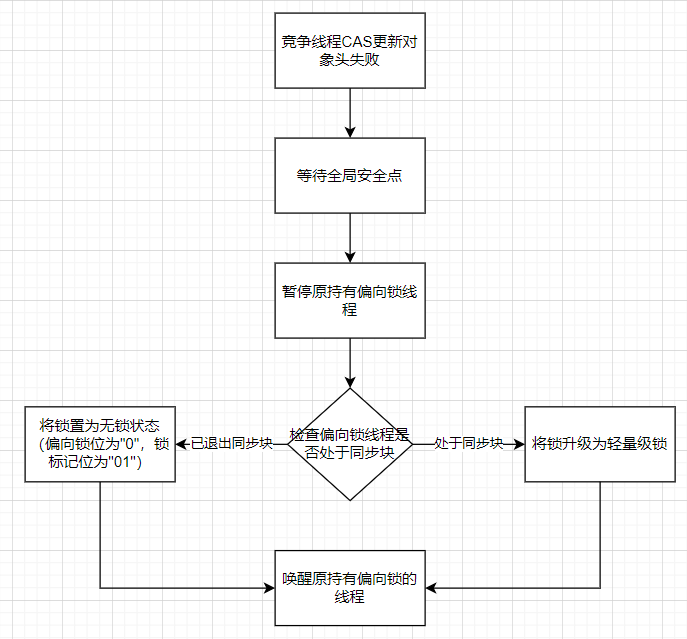 竞争线程CAS更新对
象头失败
等待全局安全点
暂停原持有偏向锁线
程
检查偏向锁线程是
否处于同步块
已退出同步块
处于同步块
将锁置为无锁状态
（偏向锁位为"0"，锁
标记位为"01"）
将锁升级为轻量级锁
唤醒原持有偏向锁的
线程